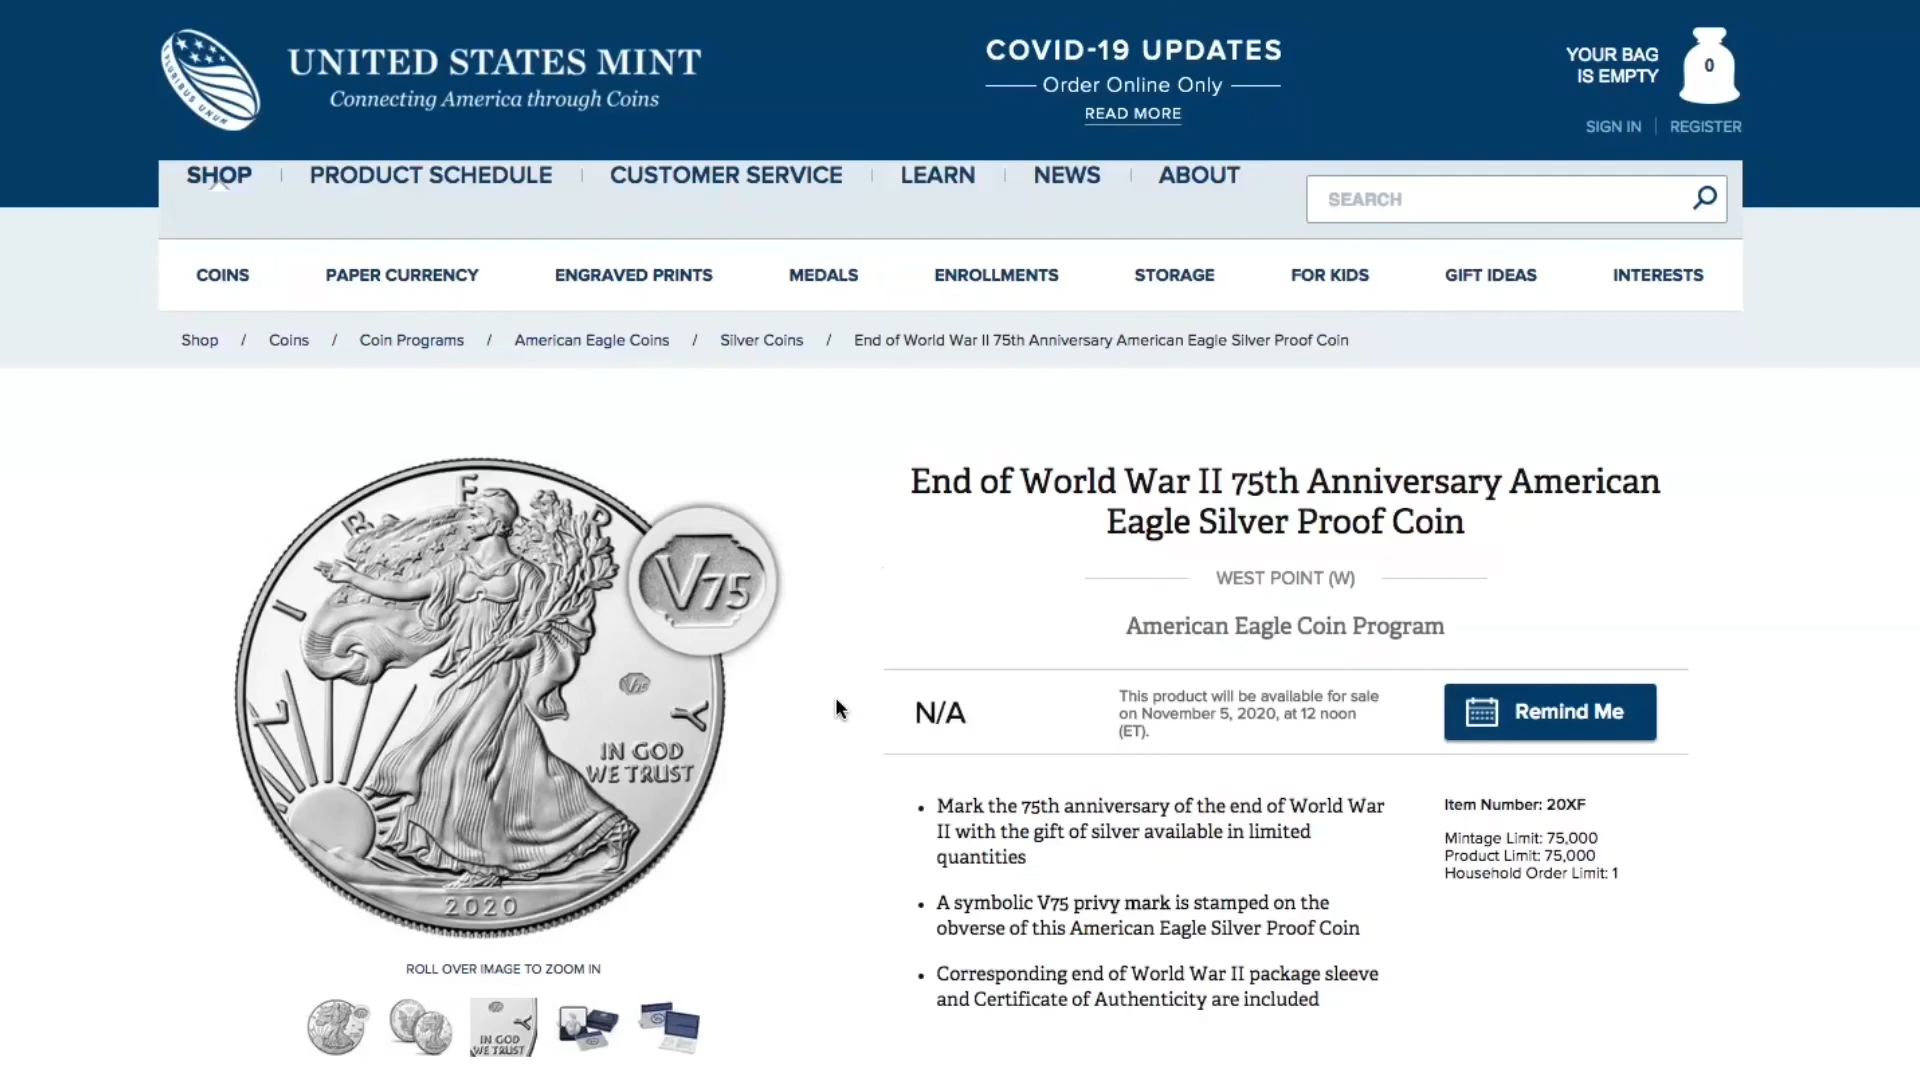 E PLURIBUS UNUM
UNITED STATES MINT
Connecting America through Coins
COVID-19 UPDATES
Order Online Only
READ MORE
YOUR BAG
IS EMPTY
0
SIGN IN
REGISTER
SHOP
PRODUCT SCHEDULE
CUSTOMER SERVICE
LEARN
NEWS
ABOUT
SEARCH
COINS
PAPER CURRENCY
ENGRAVED PRINTS
MEDALS
ENROLLMENTS
STORAGE
FOR KIDS
GIFT IDEAS
INTERESTS
Shop / Coins / Coin Programs / American Eagle Coins / Silver Coins / End of World War II 75th Anniversary American Eagle Silver Proof Coin
LIBERTY
V75
V75
IN GOD
WE TRUST
2020
ROLL OVER IMAGE TO ZOOM IN
IN GOD
WE TRUST
End of World War II 75th Anniversary American
Eagle Silver Proof Coin
WEST POINT (W)
American Eagle Coin Program
N/A
This product will be available for sale
on November 5, 2020, at 12 noon
(ET).
Remind Me
• Mark the 75th anniversary of the end of World War
II with the gift of silver available in limited
quantities
• A symbolic V75 privy mark is stamped on the
obverse of this American Eagle Silver Proof Coin
• Corresponding end of World War II package sleeve
and Certificate of Authenticity are included
Item Number: 20XF
Mintage Limit: 75,000
Product Limit: 75,000
Household Order Limit: 1